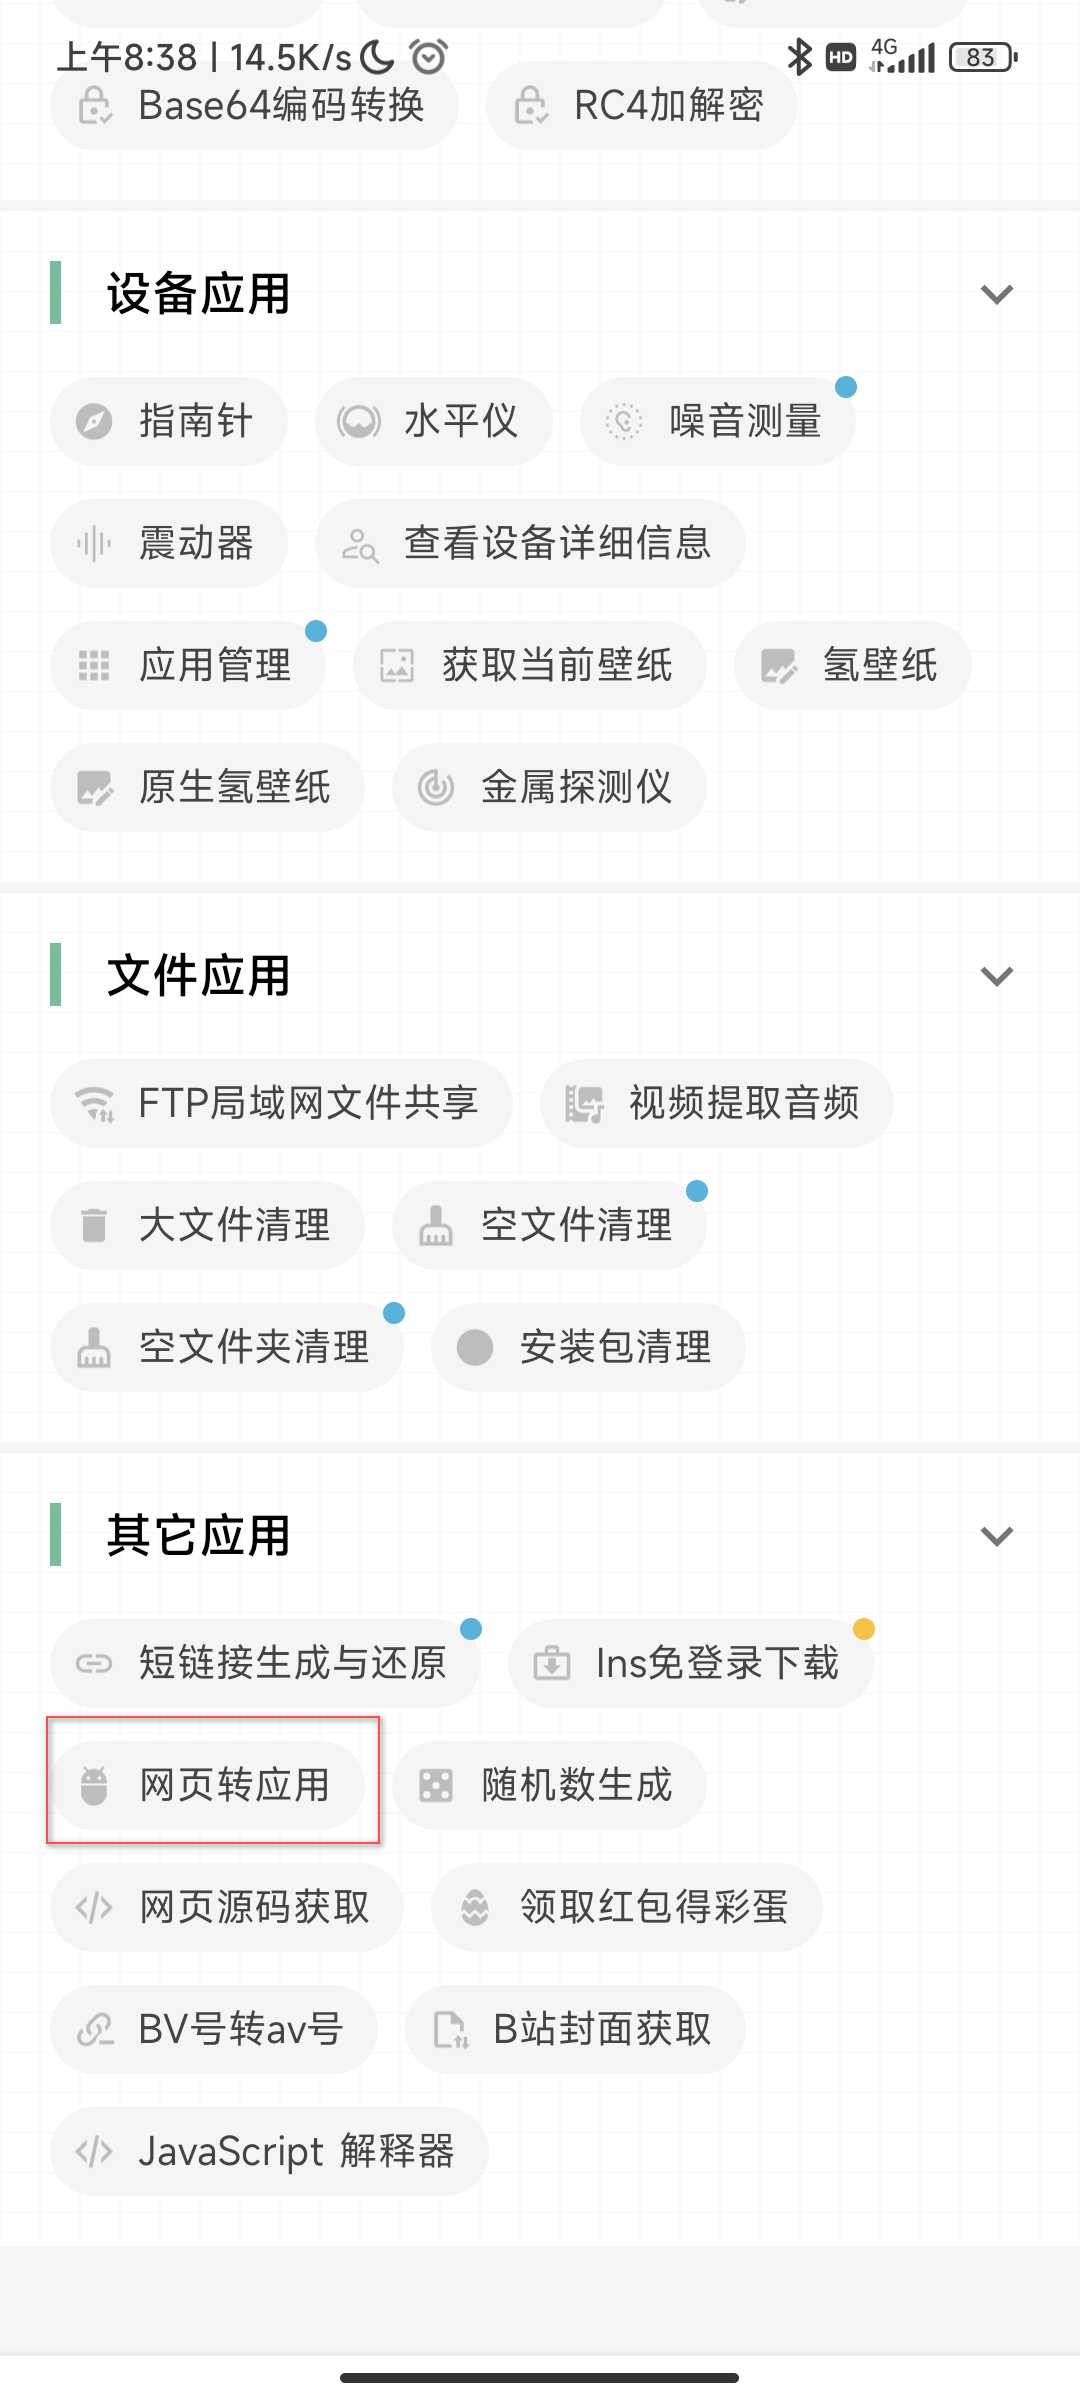 上午8:38 | 14.5K/s HD 4G 83
Base64编码转换 RC4加解密
设备应用
指南针 水平仪 噪音测量
震动器 查看设备详细信息
应用管理 获取当前壁纸 氢壁纸
原生氢壁纸 金属探测仪
文件应用
FTP局域网文件共享 视频提取音频
大文件清理 空文件清理
空文件夹清理 安装包清理
其它应用
短链接生成与还原 Ins免登录下载
网页转应用 随机数生成
网页源码获取 领取红包得彩蛋
BV号转av号 B站封面获取
JavaScript 解释器